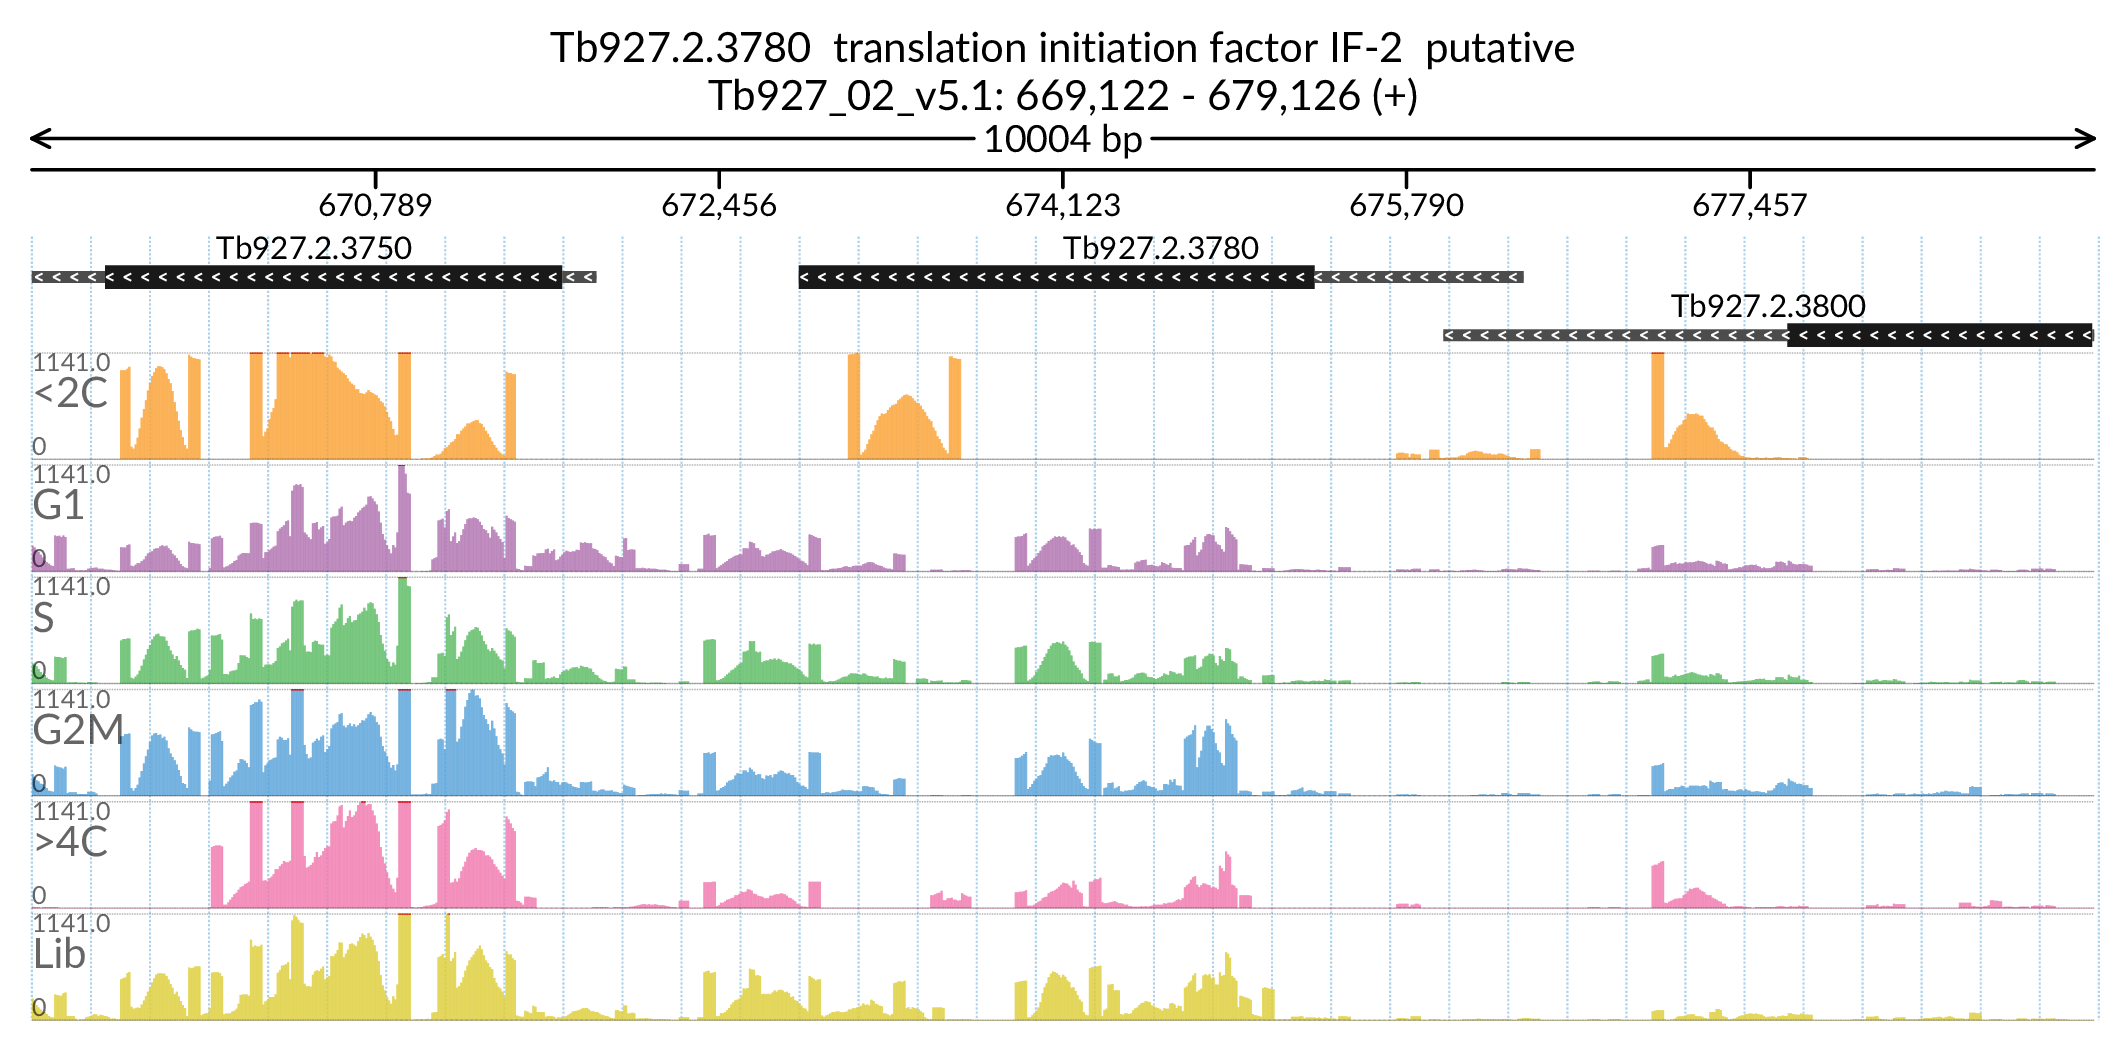 Tb927.2.3780 translation initiation factor IF-2 putative
Tb927_02_v5.1: 669,122 - 679,126 (+)
10004 bp
670,789 672,456 674,123 675,790 677,457
Tb927.2.3750 Tb927.2.3780
Tb927.2.3800
1141.0
<2C
0
1141.0
G1
0
1141.0
S
0
1141.0
G2M
0
1141.0
>4C
0
1141.0
Lib
0